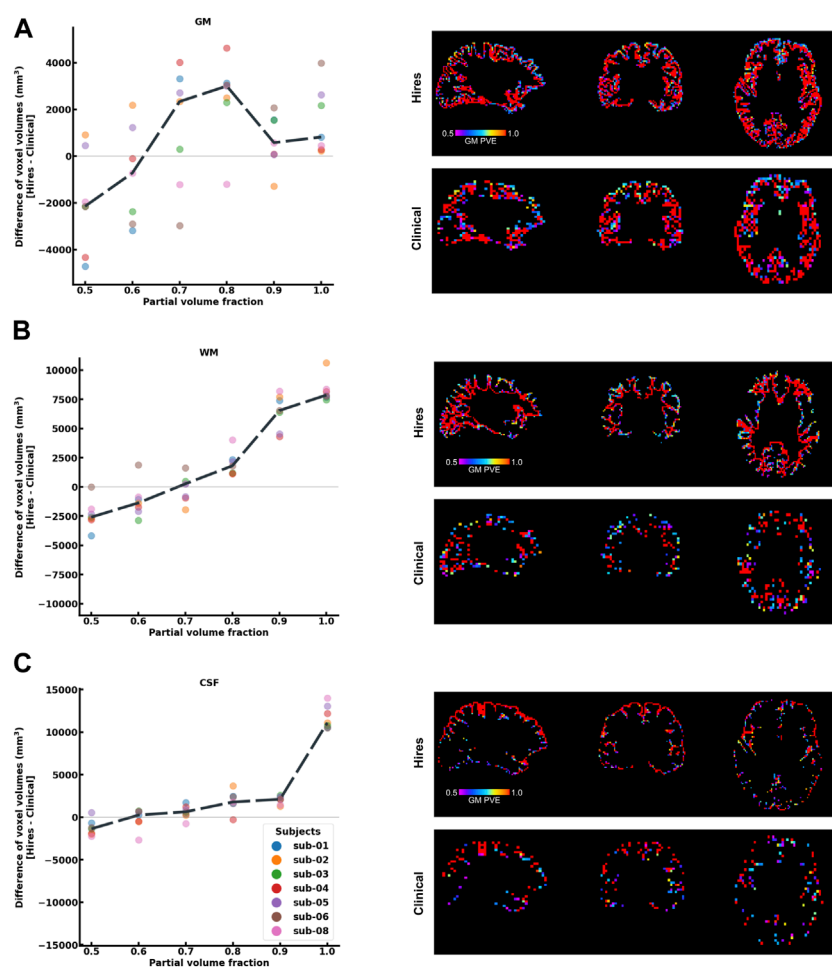 A
GM
Difference of voxel volumes (mm³)
[Hires - Clinical]
4000
2000
0
−2000
−4000
0.5 0.6 0.7 0.8 0.9 1.0
Partial volume fraction
Hires
0.5 1.0
GM PVE
Clinical
B
WM
Difference of voxel volumes (mm³)
[Hires - Clinical]
10000
7500
5000
2500
0
−2500
−5000
−7500
−10000
0.5 0.6 0.7 0.8 0.9 1.0
Partial volume fraction
Hires
0.5 1.0
GM PVE
Clinical
C
CSF
Difference of voxel volumes (mm³)
[Hires - Clinical]
15000
10000
5000
0
−5000
−10000
−15000
0.5 0.6 0.7 0.8 0.9 1.0
Partial volume fraction
Subjects
sub-01
sub-02
sub-03
sub-04
sub-05
sub-06
sub-08
Hires
0.5 1.0
GM PVE
Clinical